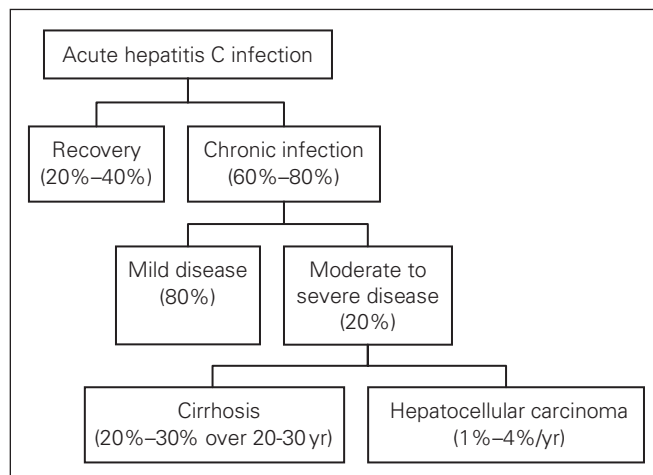 Acute hepatitis C infection
Recovery
(20%–40%)
Chronic infection
(60%–80%)
Mild disease
(80%)
Moderate to
severe disease
(20%)
Cirrhosis
(20%–30% over 20-30 yr)
Hepatocellular carcinoma
(1%–4%/yr)